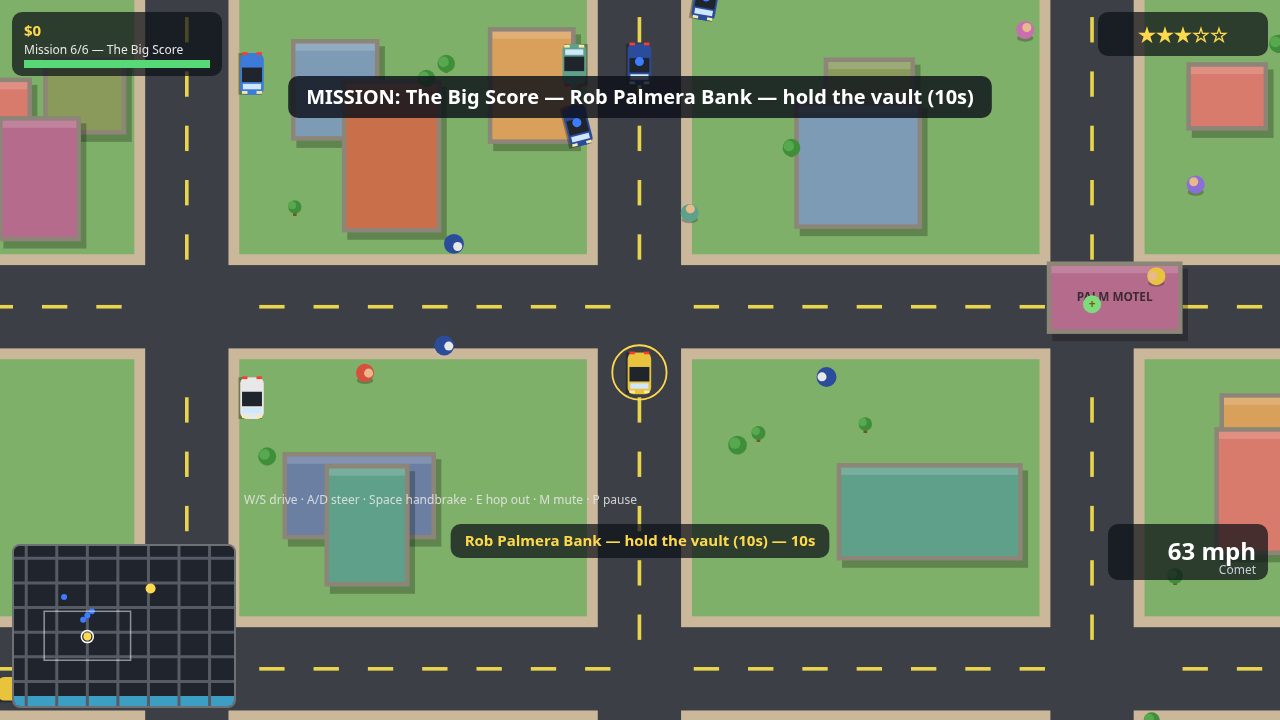 $0
Mission 6/6 — The Big Score
★★★☆☆
MISSION: The Big Score — Rob Palmera Bank — hold the vault (10s)
PALM MOTEL
+
W/S drive · A/D steer · Space handbrake · E hop out · M mute · P pause
Rob Palmera Bank — hold the vault (10s) — 10s
63 mph
Comet